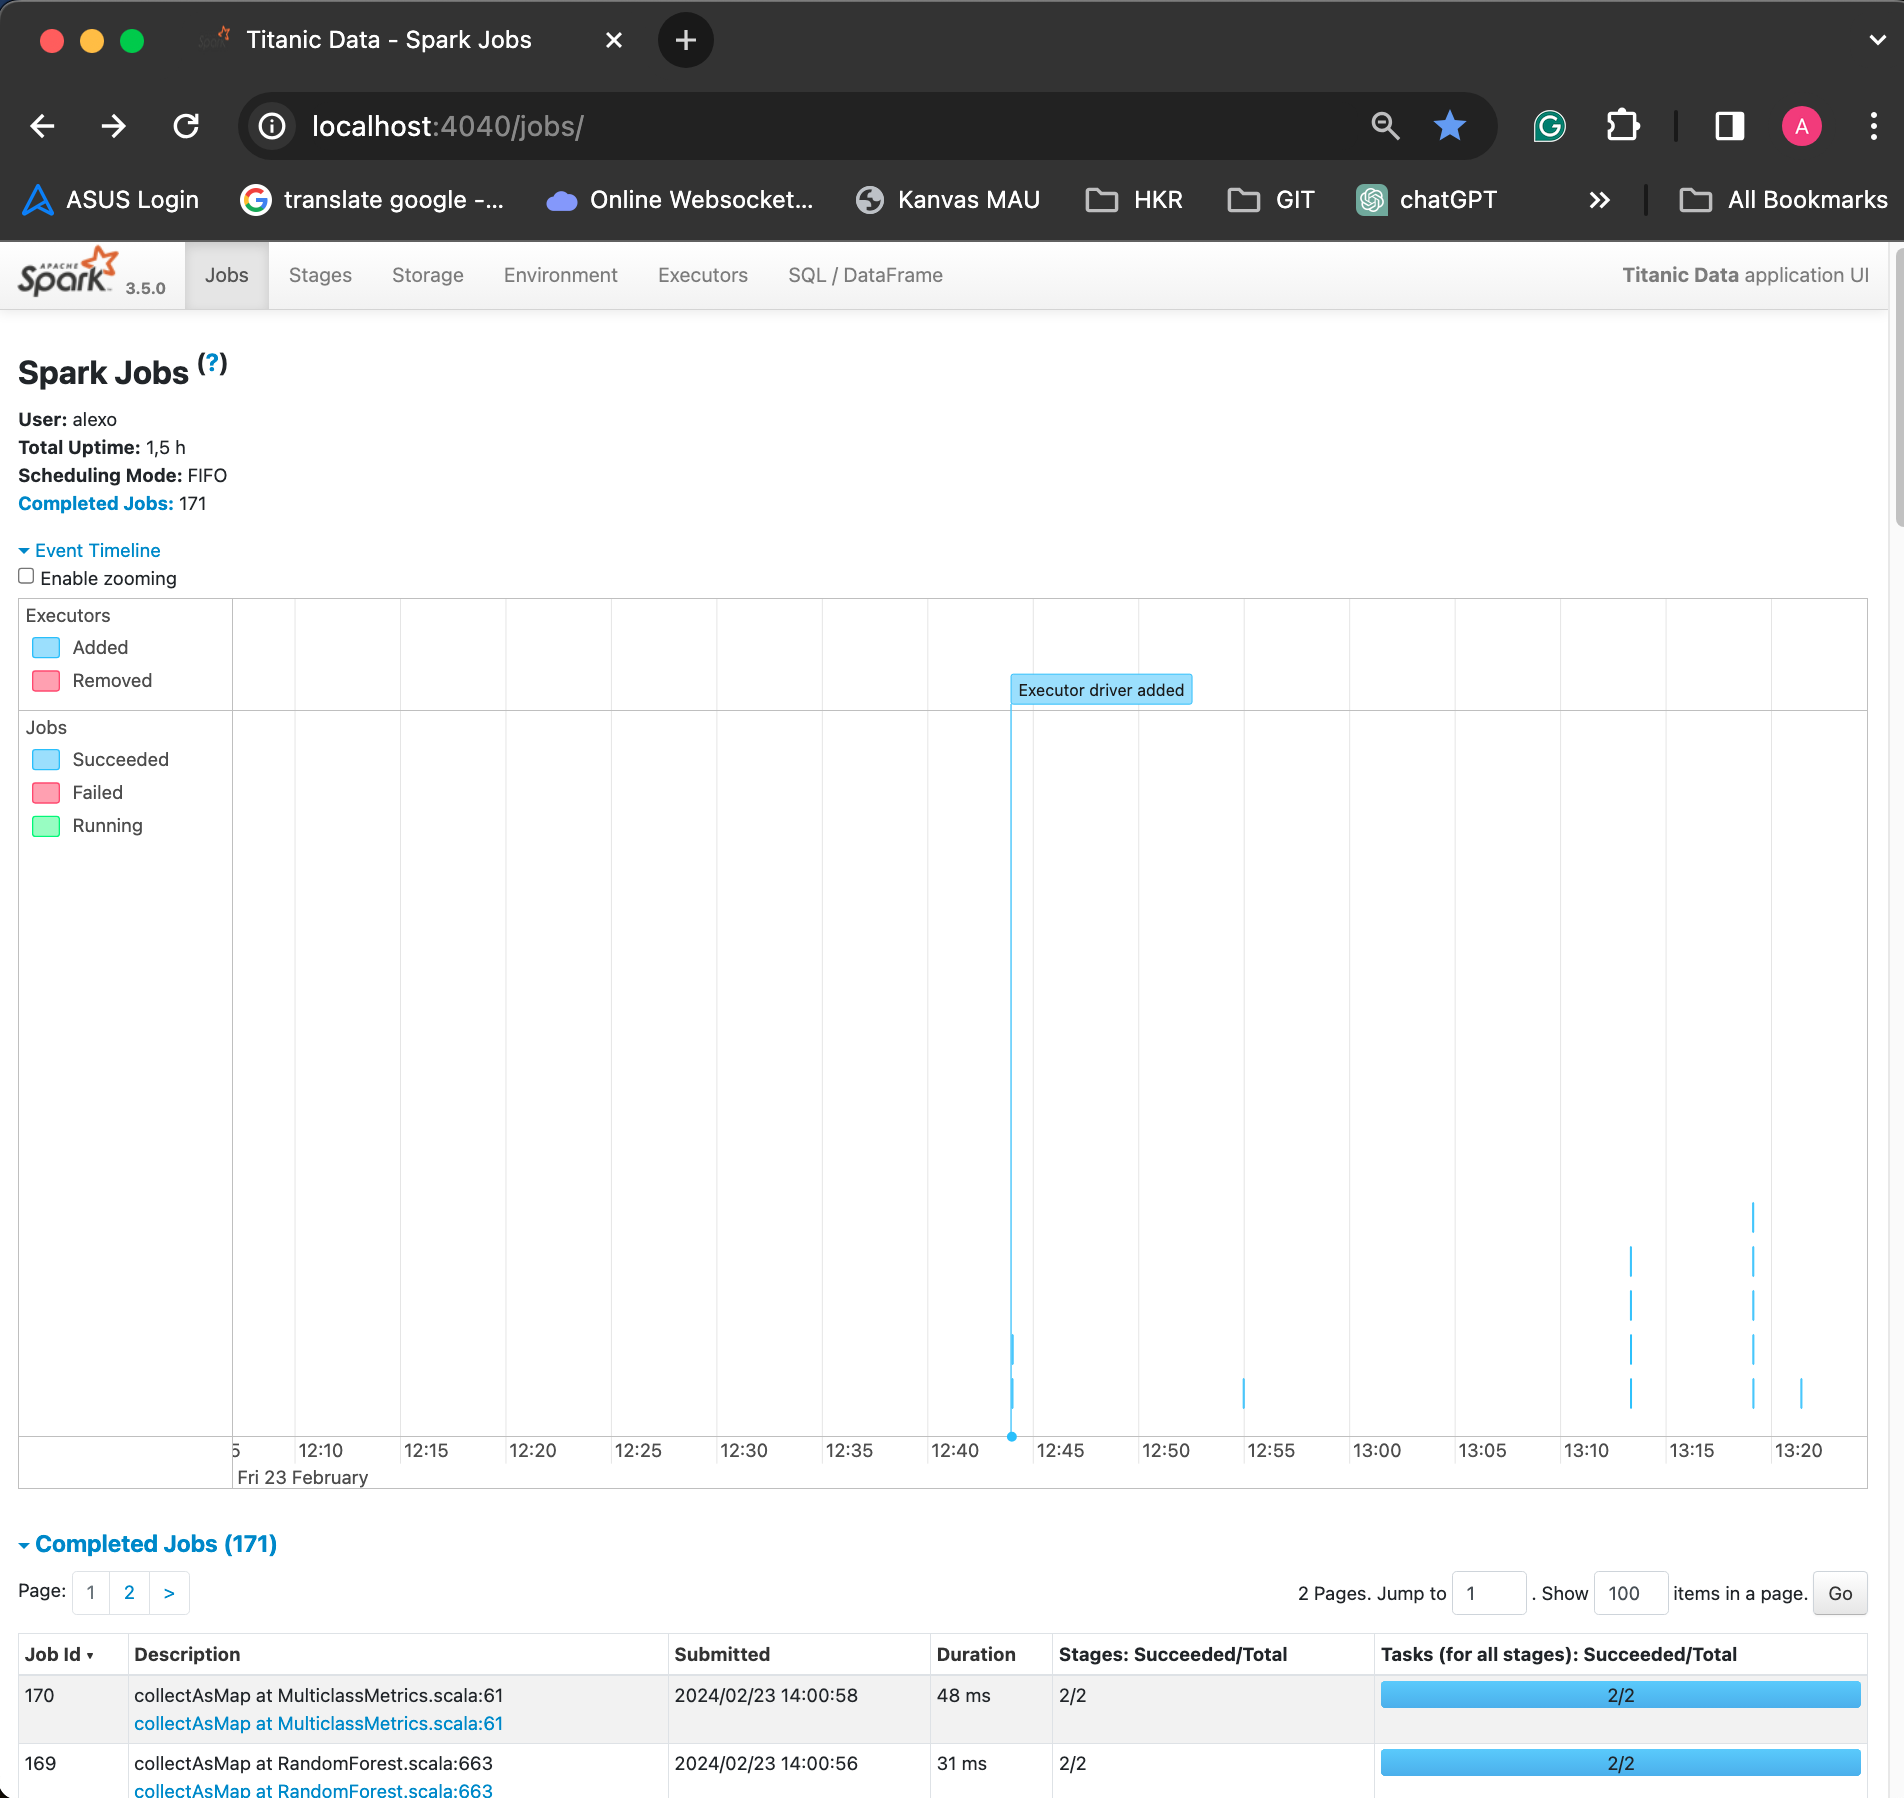 Titanic Data - Spark Jobs
localhost:4040/jobs/
A
ASUS Login
translate google -...
Online Websocket...
Kanvas MAU
HKR
GIT
chatGPT
All Bookmarks
APACHE Spark 3.5.0
Jobs
Stages
Storage
Environment
Executors
SQL / DataFrame
Titanic Data application UI
Spark Jobs (?)
User: alexo
Total Uptime: 1,5 h
Scheduling Mode: FIFO
Completed Jobs: 171
Event Timeline
Enable zooming
Executors
Added
Removed
Executor driver added
Jobs
Succeeded
Failed
Running
5 12:10 12:15 12:20 12:25 12:30 12:35 12:40 12:45 12:50 12:55 13:00 13:05 13:10 13:15 13:20
Fri 23 February
Completed Jobs (171)
Page: 1 2 > 2 Pages. Jump to 1 . Show 100 items in a page. Go
Job Id ▾ Description Submitted Duration Stages: Succeeded/Total Tasks (for all stages): Succeeded/Total
170 collectAsMap at MulticlassMetrics.scala:61 2024/02/23 14:00:58 48 ms 2/2 2/2
collectAsMap at MulticlassMetrics.scala:61
169 collectAsMap at RandomForest.scala:663 2024/02/23 14:00:56 31 ms 2/2 2/2
collectAsMap at RandomForest.scala:663